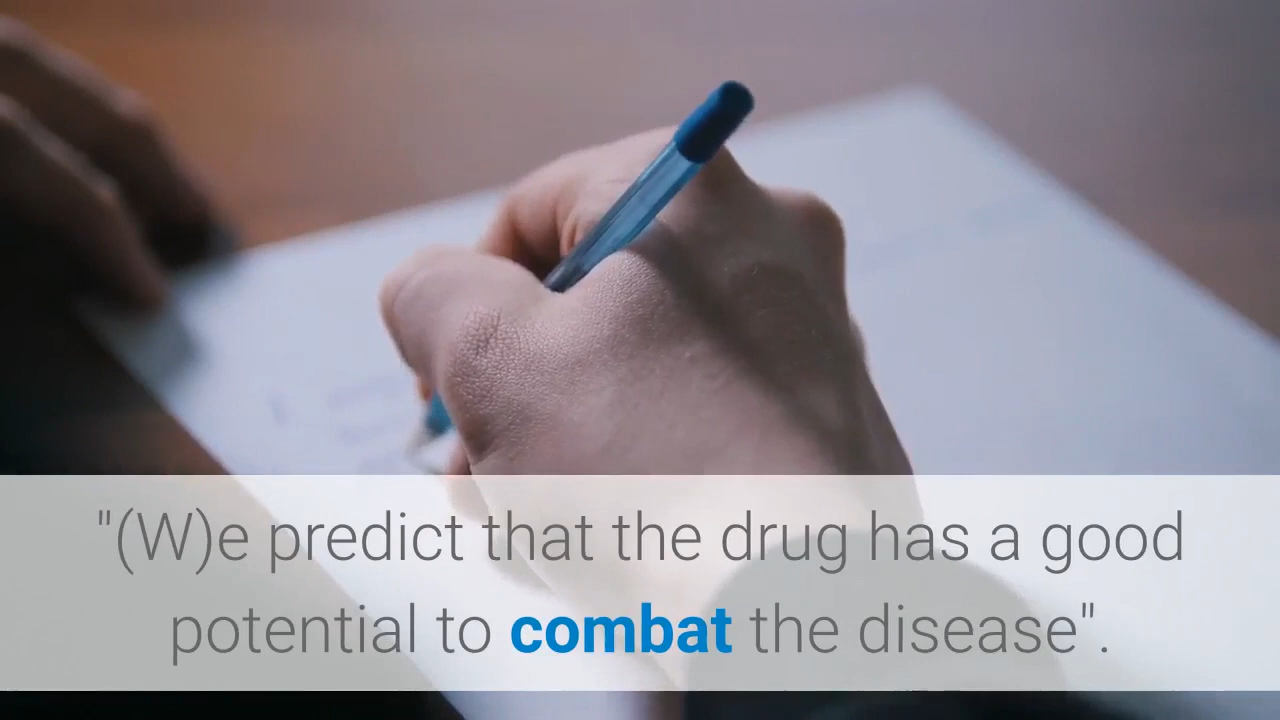 "(W)e predict that the drug has a good
potential to combat the disease".